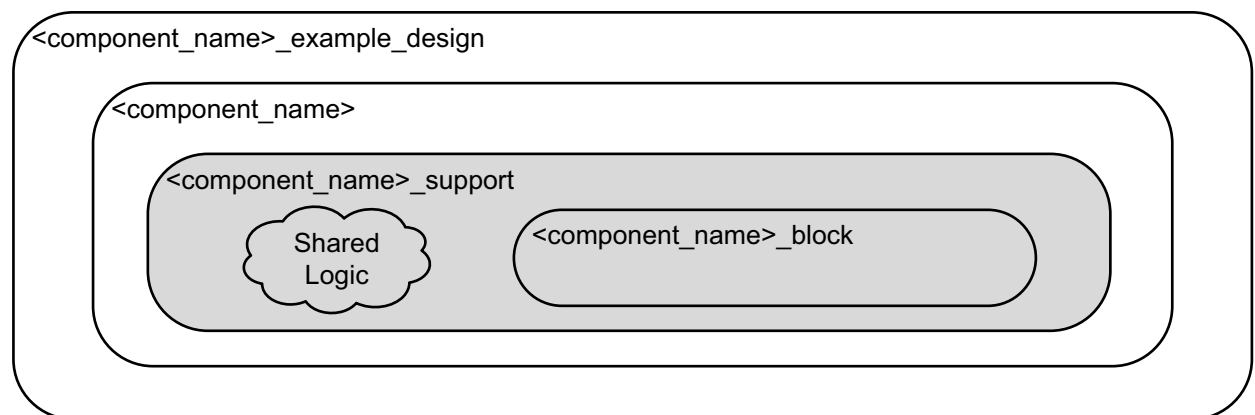 <component_name>_example_design
<component_name>
<component_name>_support
Shared
Logic
<component_name>_block